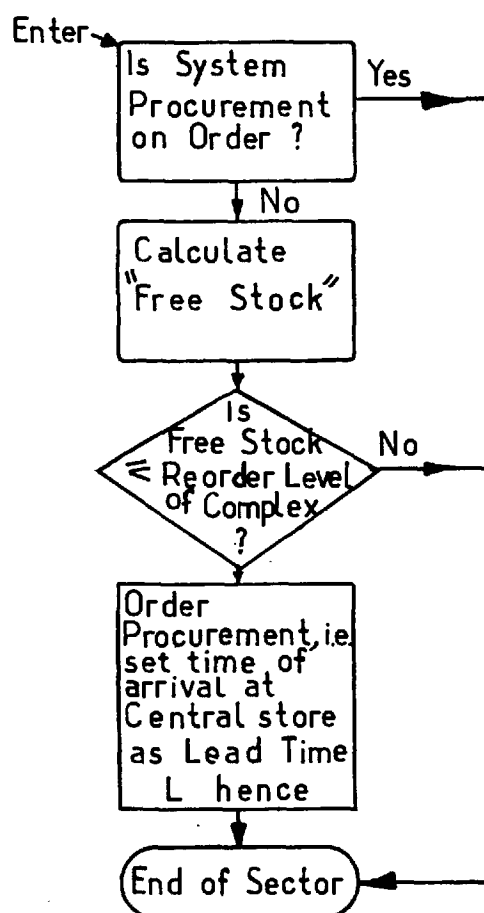 Enter
Is System
Procurement
on Order ?
Yes
No
Calculate
"Free Stock"
Is
Free Stock
≤ Reorder Level
of Complex
?
No
Order
Procurement, i.e.
set time of
arrival at
Central store
as Lead Time
L hence
End of Sector